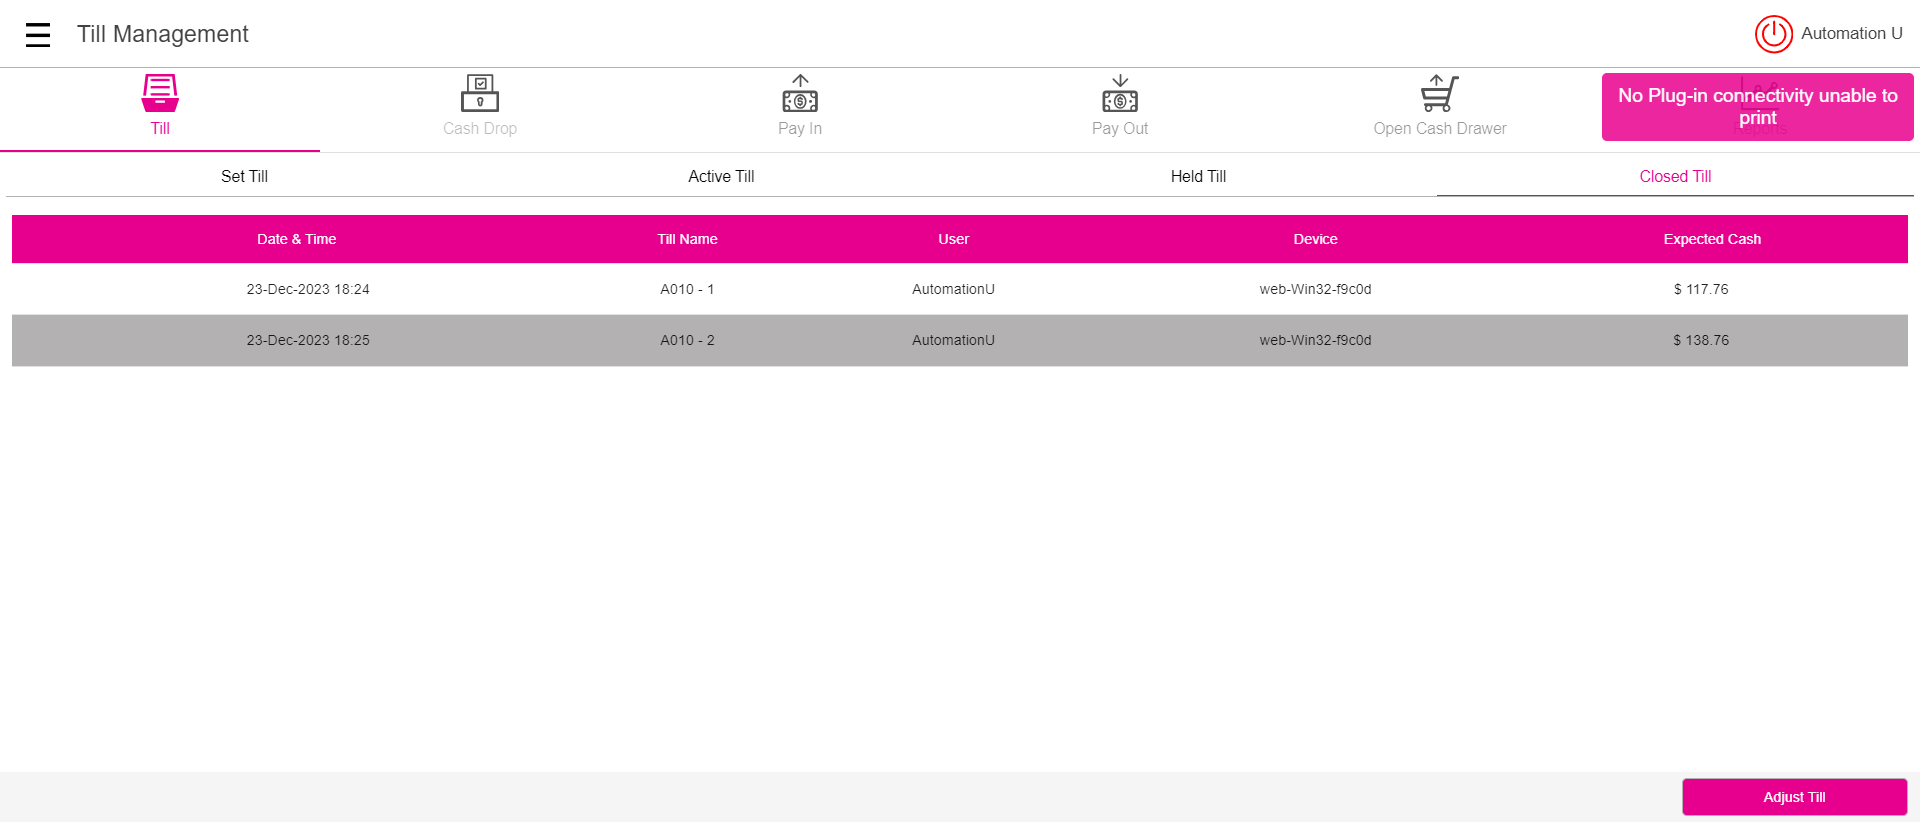 Till Management
Automation U
Till
Cash Drop
Pay In
Pay Out
Open Cash Drawer
Reports
No Plug-in connectivity unable to
print
Set Till
Active Till
Held Till
Closed Till
Date & Time Till Name User Device Expected Cash
23-Dec-2023 18:24 A010 - 1 AutomationU web-Win32-f9c0d $ 117.76
23-Dec-2023 18:25 A010 - 2 AutomationU web-Win32-f9c0d $ 138.76
Adjust Till